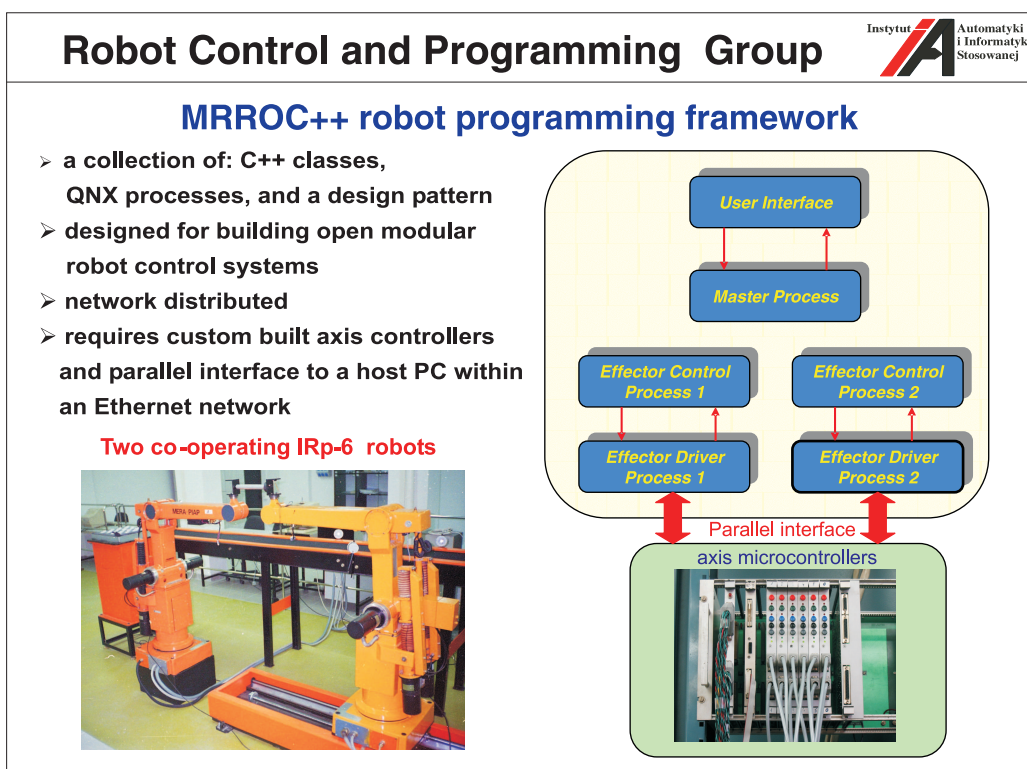 Robot Control and Programming Group
Instytut Automatyki
i Informatyki
Stosowanej
MRROC++ robot programming framework
➢ a collection of: C++ classes,
QNX processes, and a design pattern
➢ designed for building open modular
robot control systems
➢ network distributed
➢ requires custom built axis controllers
and parallel interface to a host PC within
an Ethernet network
Two co-operating IRp-6 robots
MERA PIAP
User Interface
Master Process
Effector Control
Process 1
Effector Control
Process 2
Effector Driver
Process 1
Effector Driver
Process 2
Parallel interface
axis microcontrollers